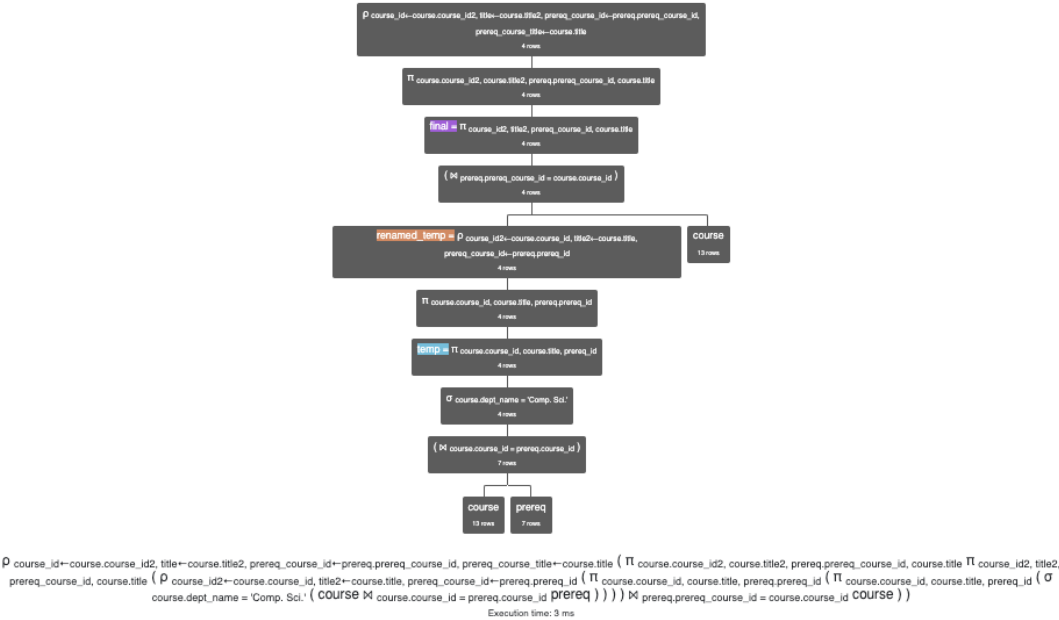 ρ course_id←course.course_id2, title←course.title2, prereq_course_id←prereq.prereq_course_id,
prereq_course_title←course.title
4 rows
π course.course_id2, course.title2, prereq.prereq_course_id, course.title
4 rows
final = π course_id2, title2, prereq_course_id, course.title
4 rows
( ⋈ prereq.prereq_course_id = course.course_id )
4 rows
renamed_temp = ρ course_id2←course.course_id, title2←course.title,
prereq_course_id←prereq.prereq_id
4 rows
course
13 rows
π course.course_id, course.title, prereq.prereq_id
4 rows
temp = π course.course_id, course.title, prereq_id
4 rows
σ course.dept_name = 'Comp. Sci.'
4 rows
( ⋈ course.course_id = prereq.course_id )
7 rows
course
13 rows
prereq
7 rows
ρ course_id←course.course_id2, title←course.title2, prereq_course_id←prereq.prereq_course_id, prereq_course_title←course.title ( π course.course_id2, course.title2, prereq.prereq_course_id, course.title π course_id2, title2,
prereq_course_id, course.title ( ρ course_id2←course.course_id, title2←course.title, prereq_course_id←prereq.prereq_id ( π course.course_id, course.title, prereq.prereq_id ( π course.course_id, course.title, prereq_id ( σ
course.dept_name = 'Comp. Sci.' ( course ⋈ course.course_id = prereq.course_id prereq ) ) ) ) ⋈ prereq.prereq_course_id = course.course_id course ) )
Execution time: 3 ms